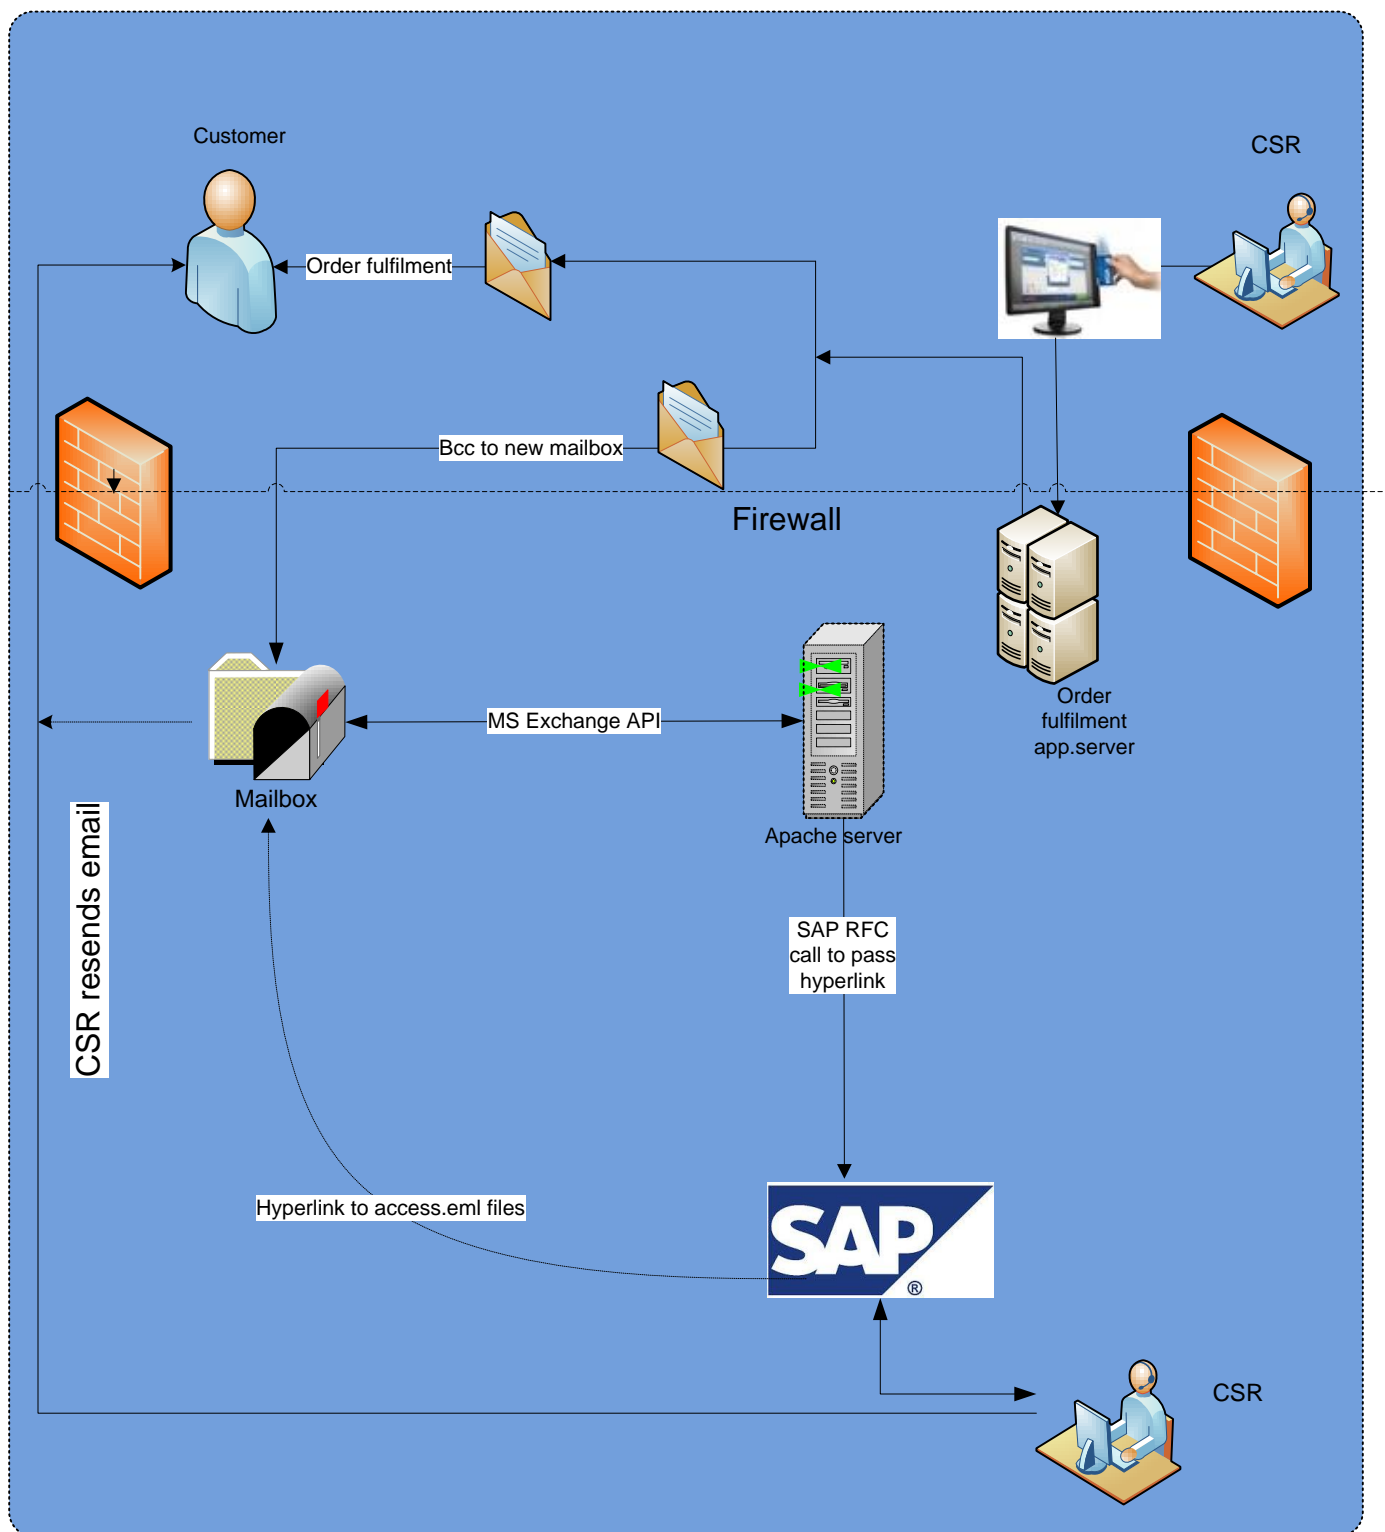 Customer
CSR
Order fulfilment
Bcc to new mailbox
Firewall
Order
fulfilment
app.server
MS Exchange API
Mailbox
Apache server
CSR resends email
SAP RFC
call to pass
hyperlink
Hyperlink to access.eml files
SAP
®
CSR